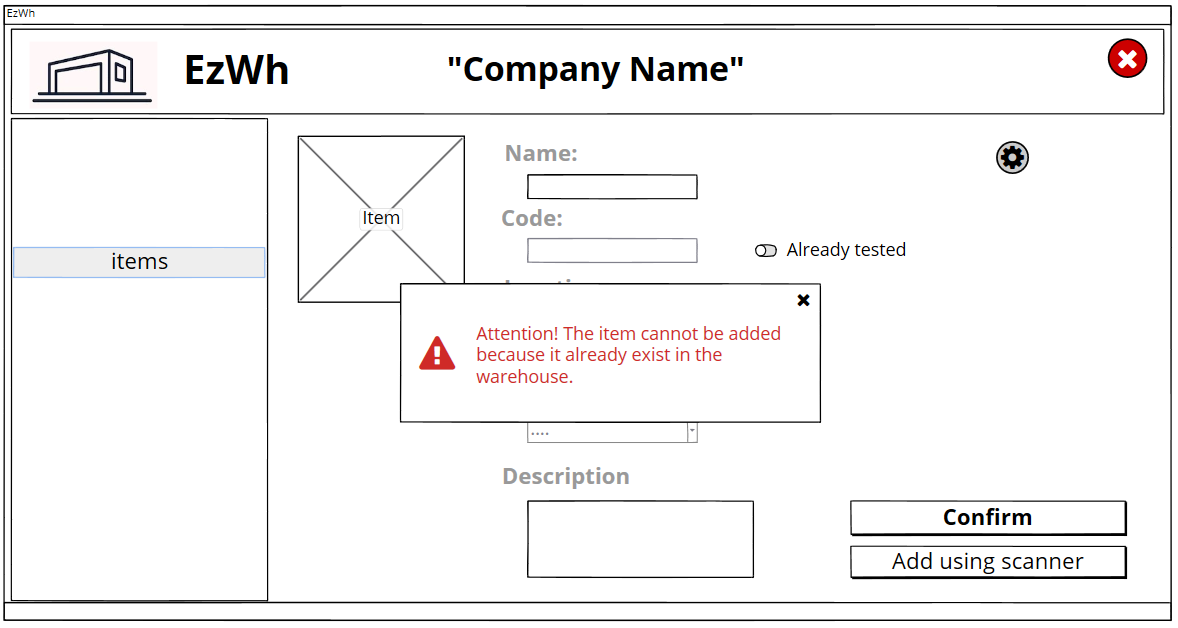 EzWh
EzWh
"Company Name"
items
Item
Name:
Code:
Already tested
Attention! The item cannot be added
because it already exist in the
warehouse.
....
Description
Confirm
Add using scanner